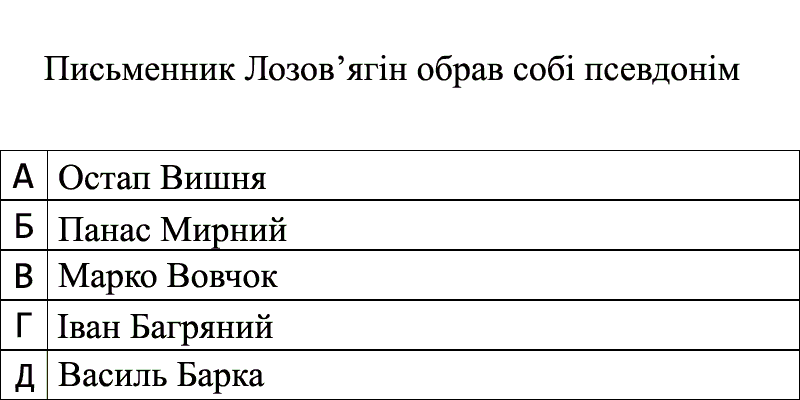 Письменник Лозов’ягін обрав собі псевдонім
А Остап Вишня
Б Панас Мирний
В Марко Вовчок
Г Іван Багряний
Д Василь Барка